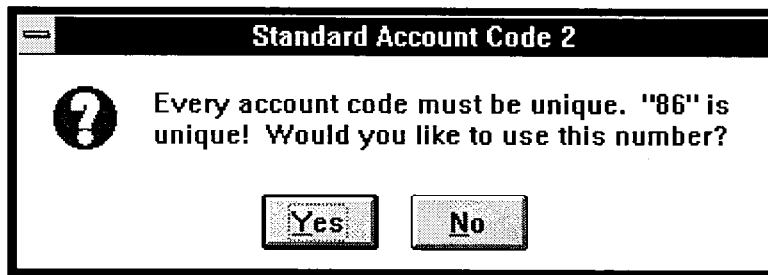 Standard Account Code 2
Every account code must be unique. "86" is
unique! Would you like to use this number?
Yes No